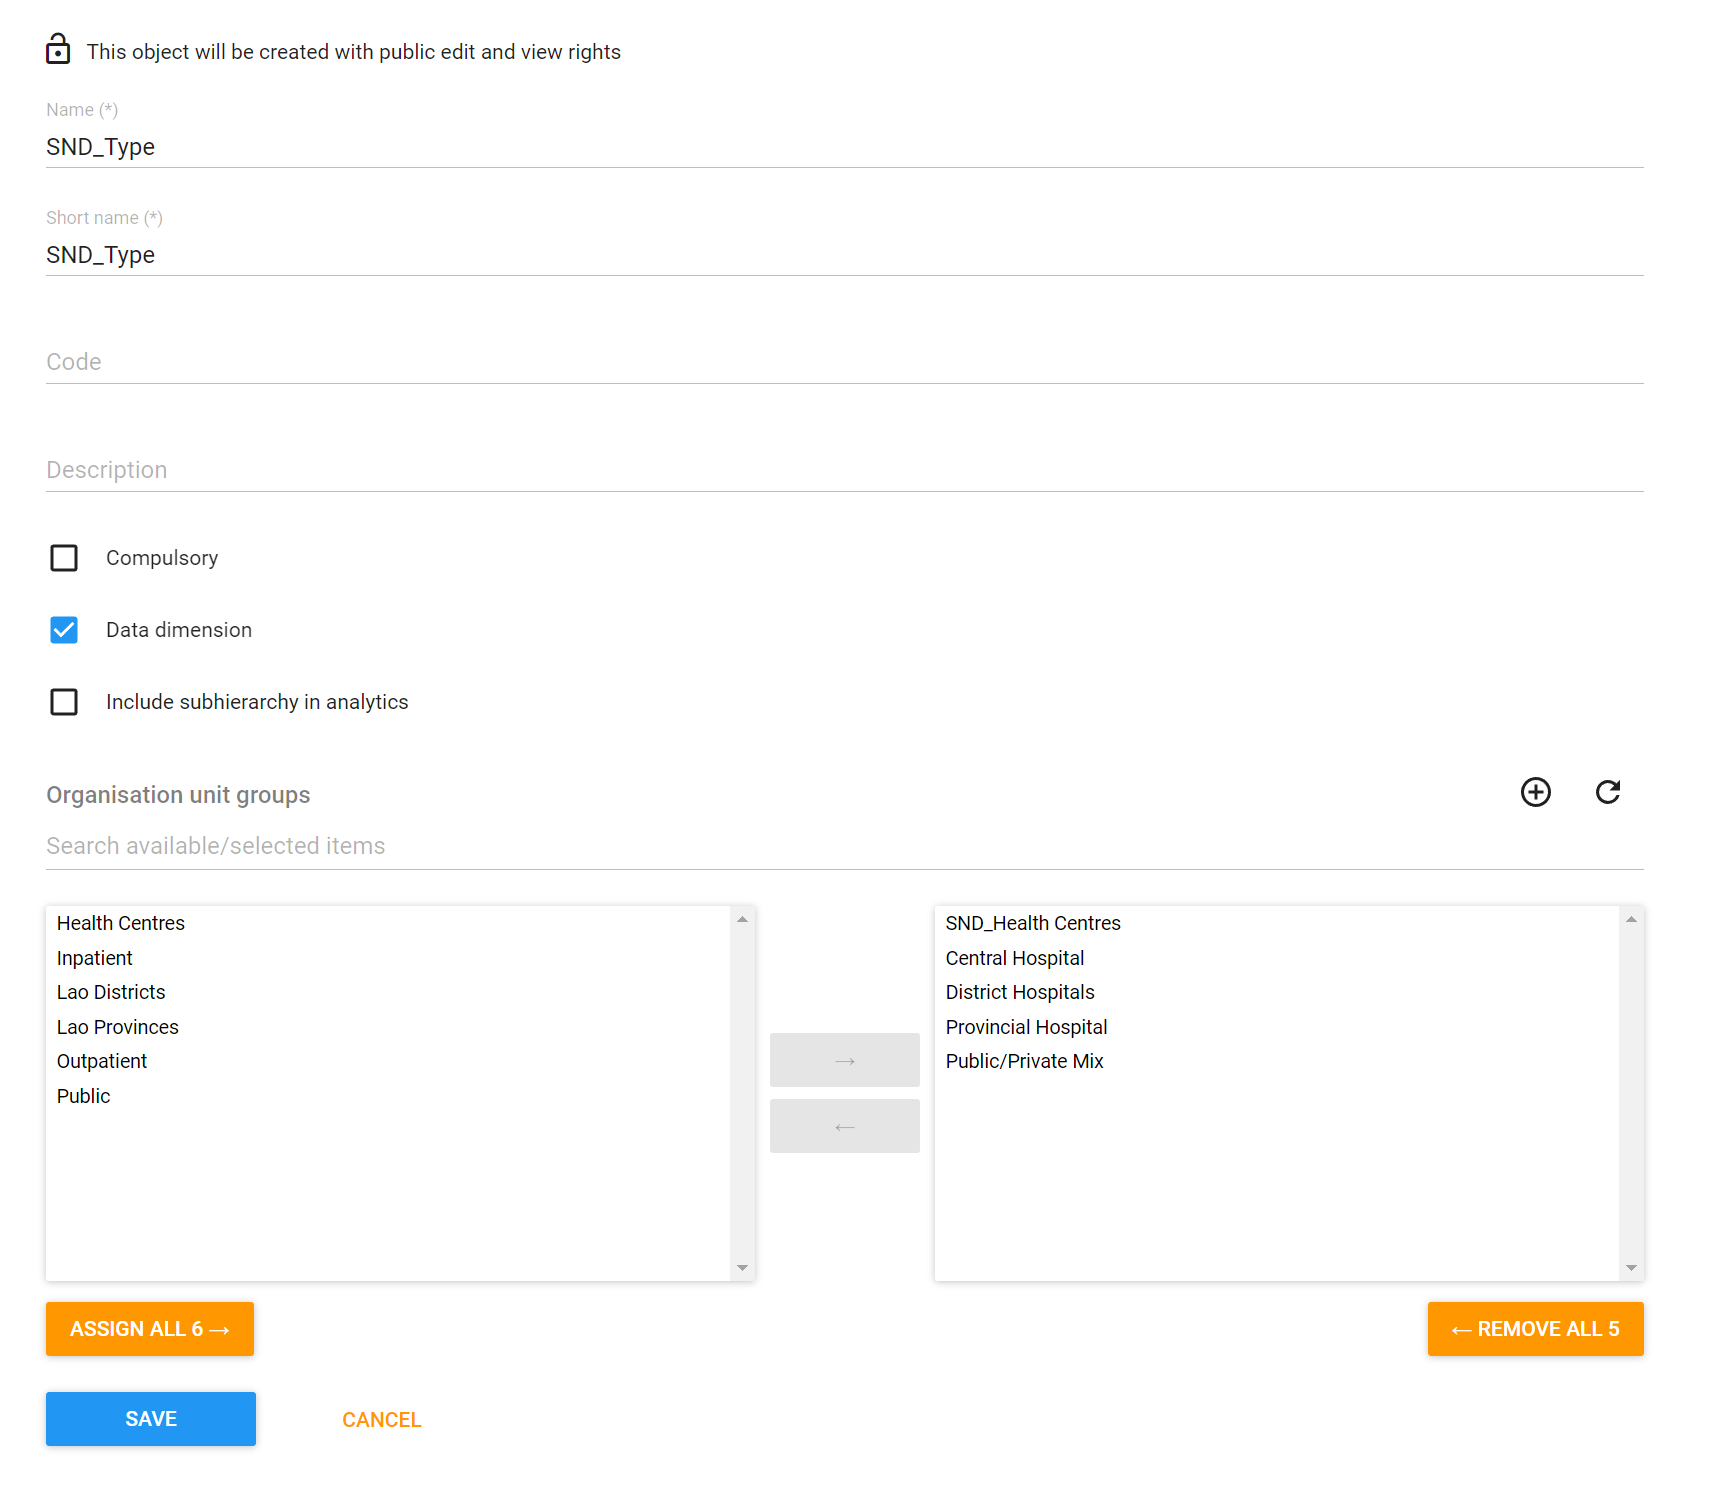 This object will be created with public edit and view rights
Name (*)
SND_Type
Short name (*)
SND_Type
Code
Description
Compulsory
Data dimension
Include subhierarchy in analytics
Organisation unit groups
Search available/selected items
Health Centres
Inpatient
Lao Districts
Lao Provinces
Outpatient
Public
→
←
SND_Health Centres
Central Hospital
District Hospitals
Provincial Hospital
Public/Private Mix
ASSIGN ALL 6 →
← REMOVE ALL 5
SAVE
CANCEL